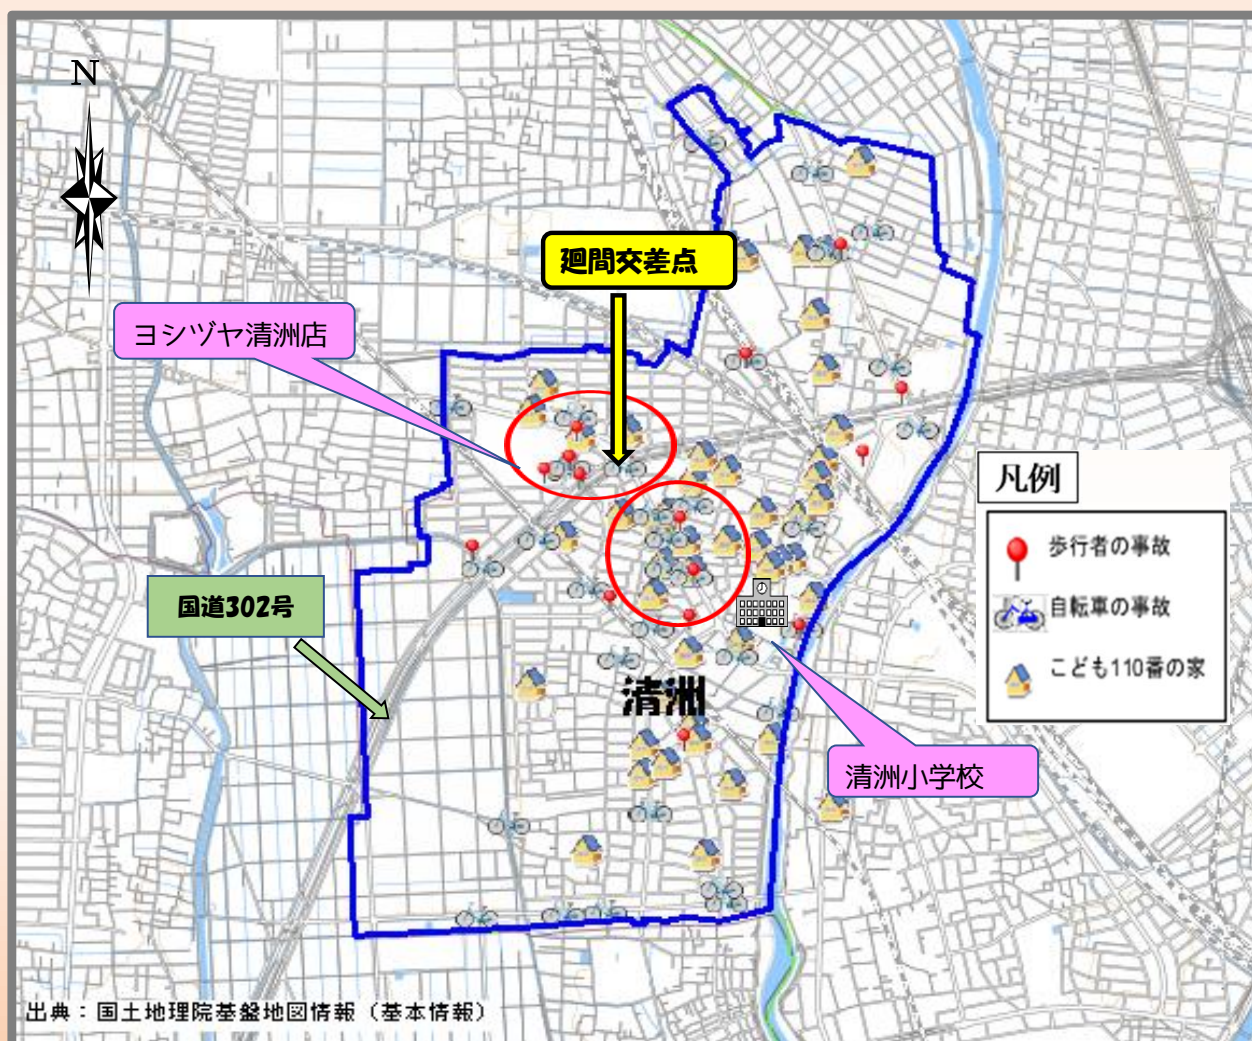 N
廻間交差点
ヨシヅヤ清洲店
凡例
歩行者の事故
自転車の事故
こども110番の家
国道302号
清洲
清洲小学校
出典：国土地理院基盤地図情報（基本情報）